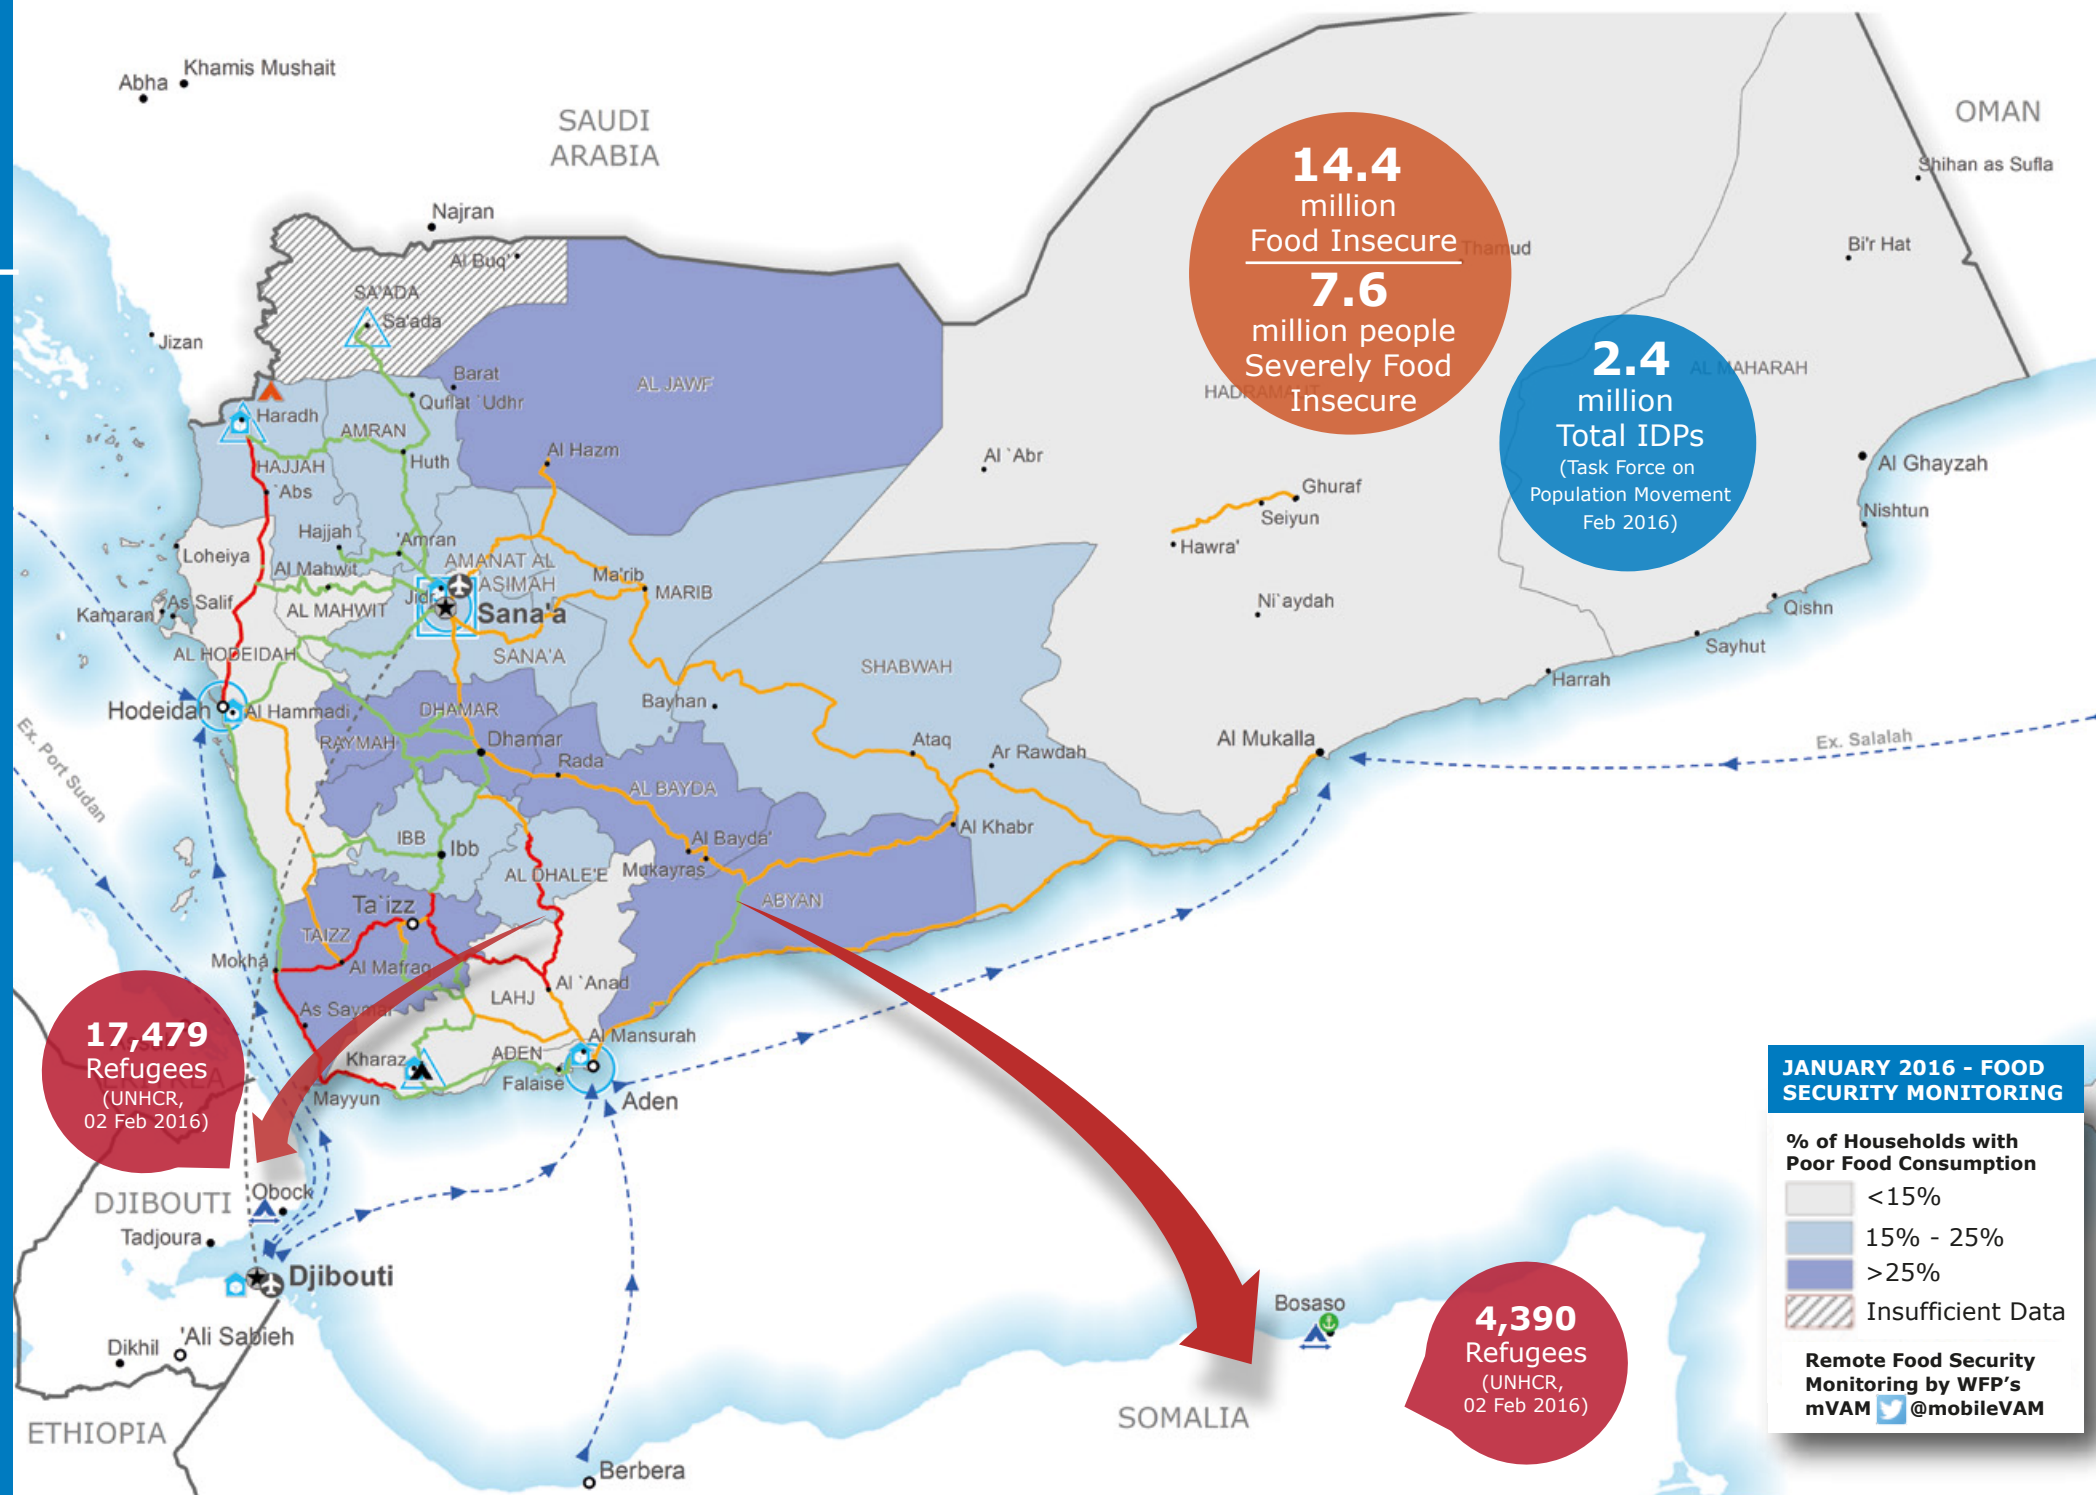 Khamis Mushait
Abha
SAUDI
ARABIA
OMAN
Shihan as Sufla
Najran
14.4
million
Food Insecure
7.6
million people
Severely Food
Insecure
Thamud
Bi'r Hat
Al Buq'
SA'ADA
Sa'ada
Jizan
2.4
million
Total IDPs
(Task Force on
Population Movement
Feb 2016)
AL MAHARAH
HADRAMAUT
Barat
AL JAWF
Quflat `Udhr
Haradh
AMRAN
Al Hazm
Al `Abr
Al Ghayzah
HAJJAH
Huth
`Abs
Ghuraf
Seiyun
Nishtun
Hajjah
'Amran
Hawra'
Loheiya
AMANAT AL
ASIMAH
Al Mahwit
Ma'rib
MARIB
Jidr
As Salif
Kamaran
AL MAHWIT
Sana'a
Ni`aydah
Qishn
AL HODEIDAH
SANA'A
SHABWAH
Sayhut
Harrah
Hodeidah
Al Hammadi
DHAMAR
Bayhan
RAYMAH
Dhamar
Ataq
Ar Rawdah
Al Mukalla
Ex. Salalah
Ex. Port Sudan
Rada
AL BAYDA
IBB
Ibb
Al Bayda'
Al Khabr
AL DHALE'E
Mukayras
ABYAN
Ta`izz
TAIZZ
Mokha
Al Mafraq
Al `Anad
LAHJ
As Saymar
Al Mansurah
17,479
Refugees
(UNHCR,
02 Feb 2016)
ERITREA
Kharaz
ADEN
Falaise
Mayyun
Aden
JANUARY 2016 - FOOD
SECURITY MONITORING
% of Households with
Poor Food Consumption
<15%
15% - 25%
>25%
Insufficient Data
Remote Food Security
Monitoring by WFP's
mVAM @mobileVAM
DJIBOUTI
Obock
Tadjoura
Djibouti
Bosaso
4,390
Refugees
(UNHCR,
02 Feb 2016)
'Ali Sabieh
Dikhil
SOMALIA
ETHIOPIA
Berbera